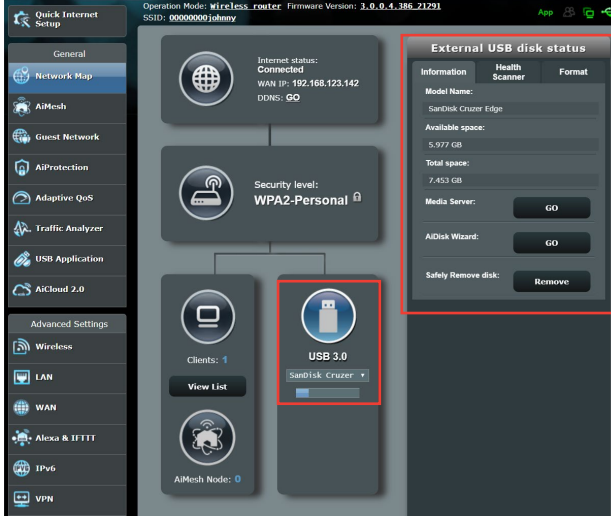 Quick Internet
Setup
Operation Mode: Wireless router Firmware Version: 3.0.0.4.386_21291
SSID: 00000000johnny
App
General
Network Map
AiMesh
Guest Network
AiProtection
Adaptive QoS
Traffic Analyzer
USB Application
AiCloud 2.0
Advanced Settings
Wireless
LAN
WAN
Alexa & IFTTT
IPv6
VPN
Internet status:
Connected
WAN IP: 192.168.123.142
DDNS: GO
Security level:
WPA2-Personal
Clients: 1
View List
AiMesh Node: 0
USB 3.0
SanDisk Cruzer
External USB disk status
Information
Health
Scanner
Format
Model Name:
SanDisk Cruzer Edge
Available space:
5.977 GB
Total space:
7.453 GB
Media Server:
GO
AiDisk Wizard:
GO
Safely Remove
disk:
Remove